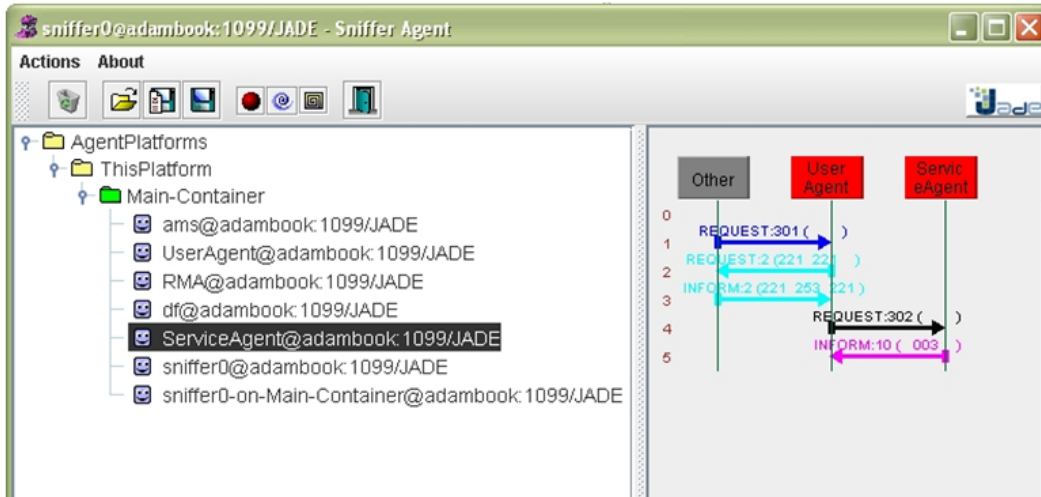 sniffer0@adambook:1099/JADE - Sniffer Agent
Actions About
Jade
AgentPlatforms
ThisPlatform
Main-Container
ams@adambook:1099/JADE
UserAgent@adambook:1099/JADE
RMA@adambook:1099/JADE
df@adambook:1099/JADE
ServiceAgent@adambook:1099/JADE
sniffer0@adambook:1099/JADE
sniffer0-on-Main-Container@adambook:1099/JADE
Other
User
Agent
Servic
eAgent
0
REQUEST:301 ( )
1
REQUEST:2 (221 221 )
2
INFORM:2 (221 253 221 )
3
REQUEST:302 ( )
4
INFORM:10 ( 003 )
5